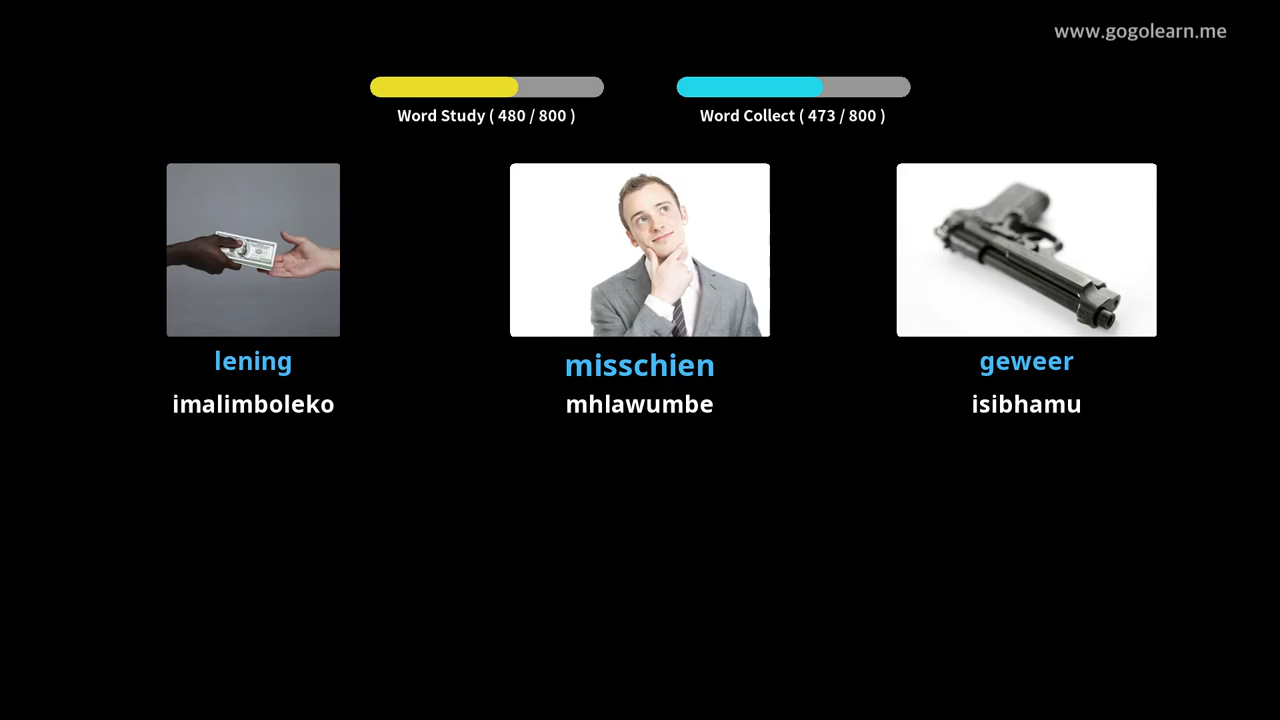 www.gogolearn.me
Word Study ( 480 / 800 )
Word Collect ( 473 / 800 )
lening
misschien
geweer
imalimboleko
mhlawumbe
isibhamu